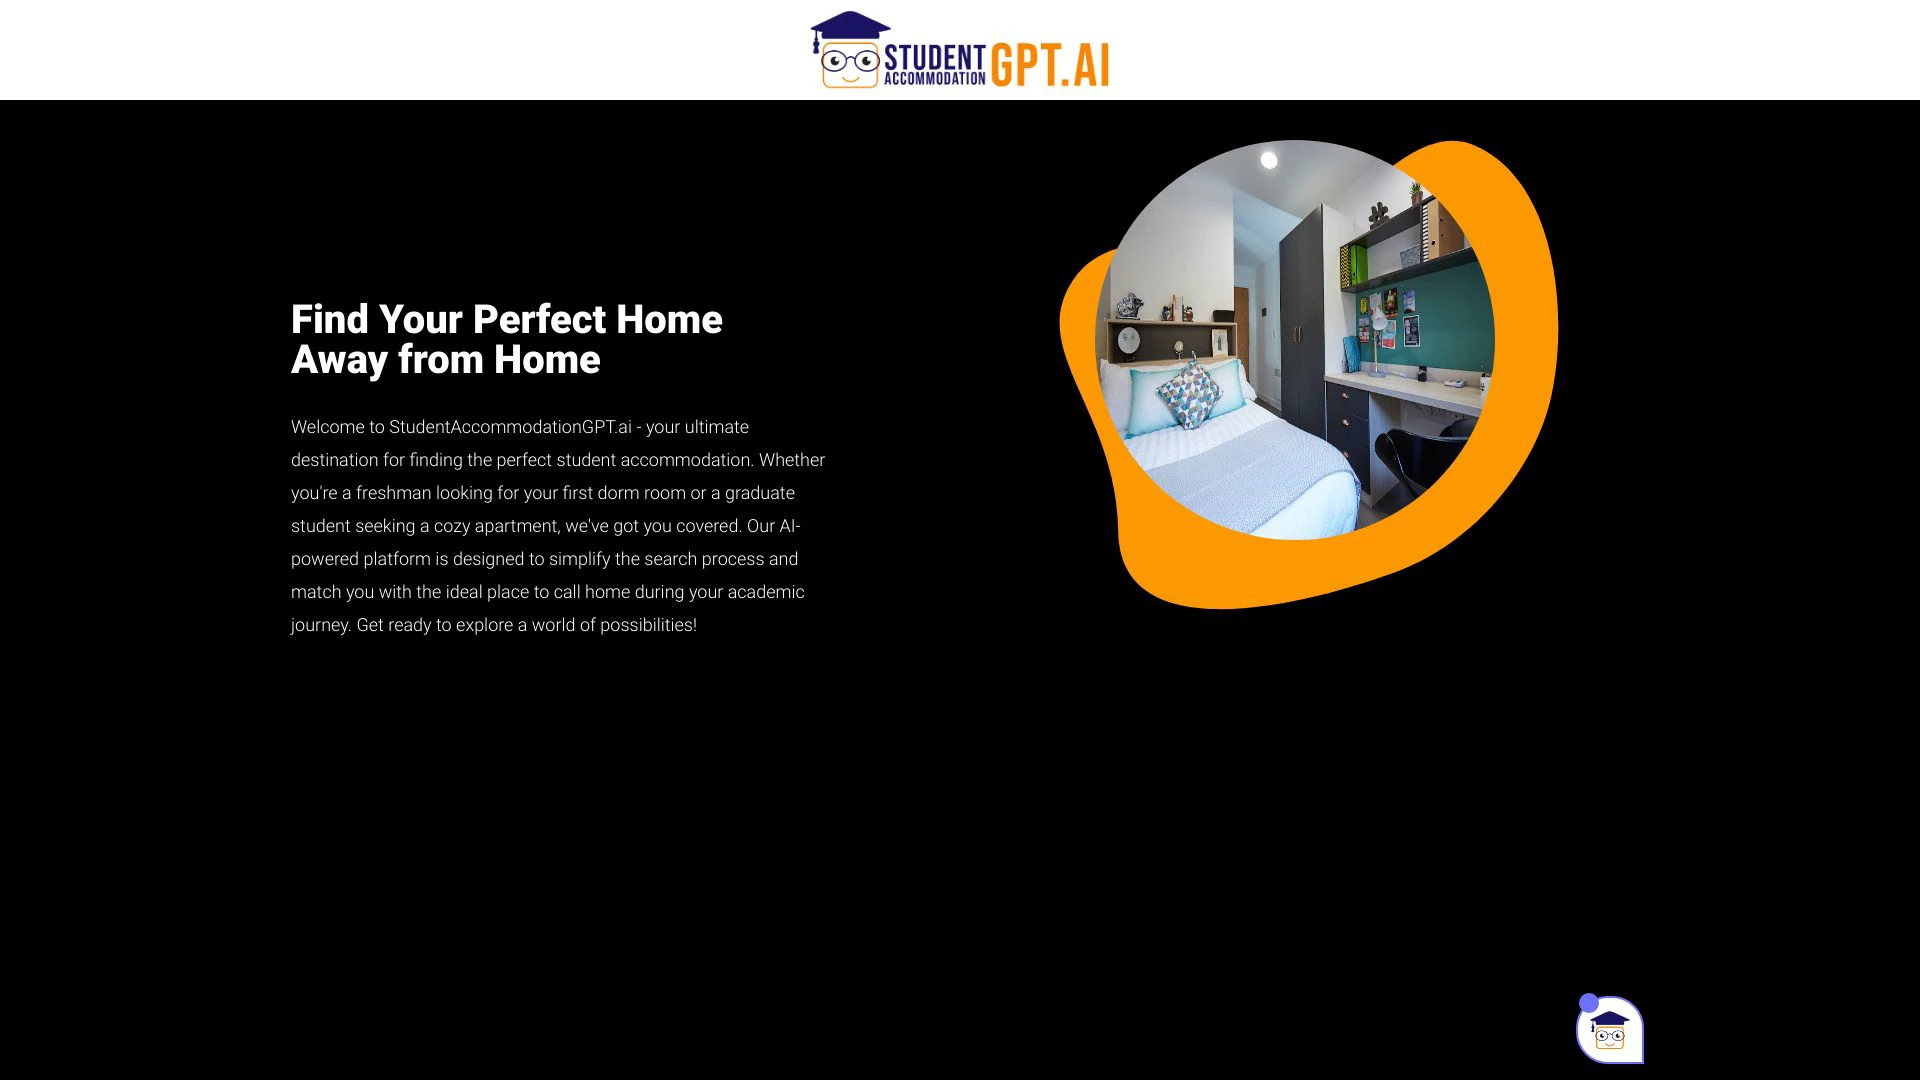 STUDENT
ACCOMMODATION
GPT.AI
Find Your Perfect Home
Away from Home
Welcome to StudentAccommodationGPT.ai - your ultimate
destination for finding the perfect student accommodation. Whether
you're a freshman looking for your first dorm room or a graduate
student seeking a cozy apartment, we've got you covered. Our AI-
powered platform is designed to simplify the search process and
match you with the ideal place to call home during your academic
journey. Get ready to explore a world of possibilities!